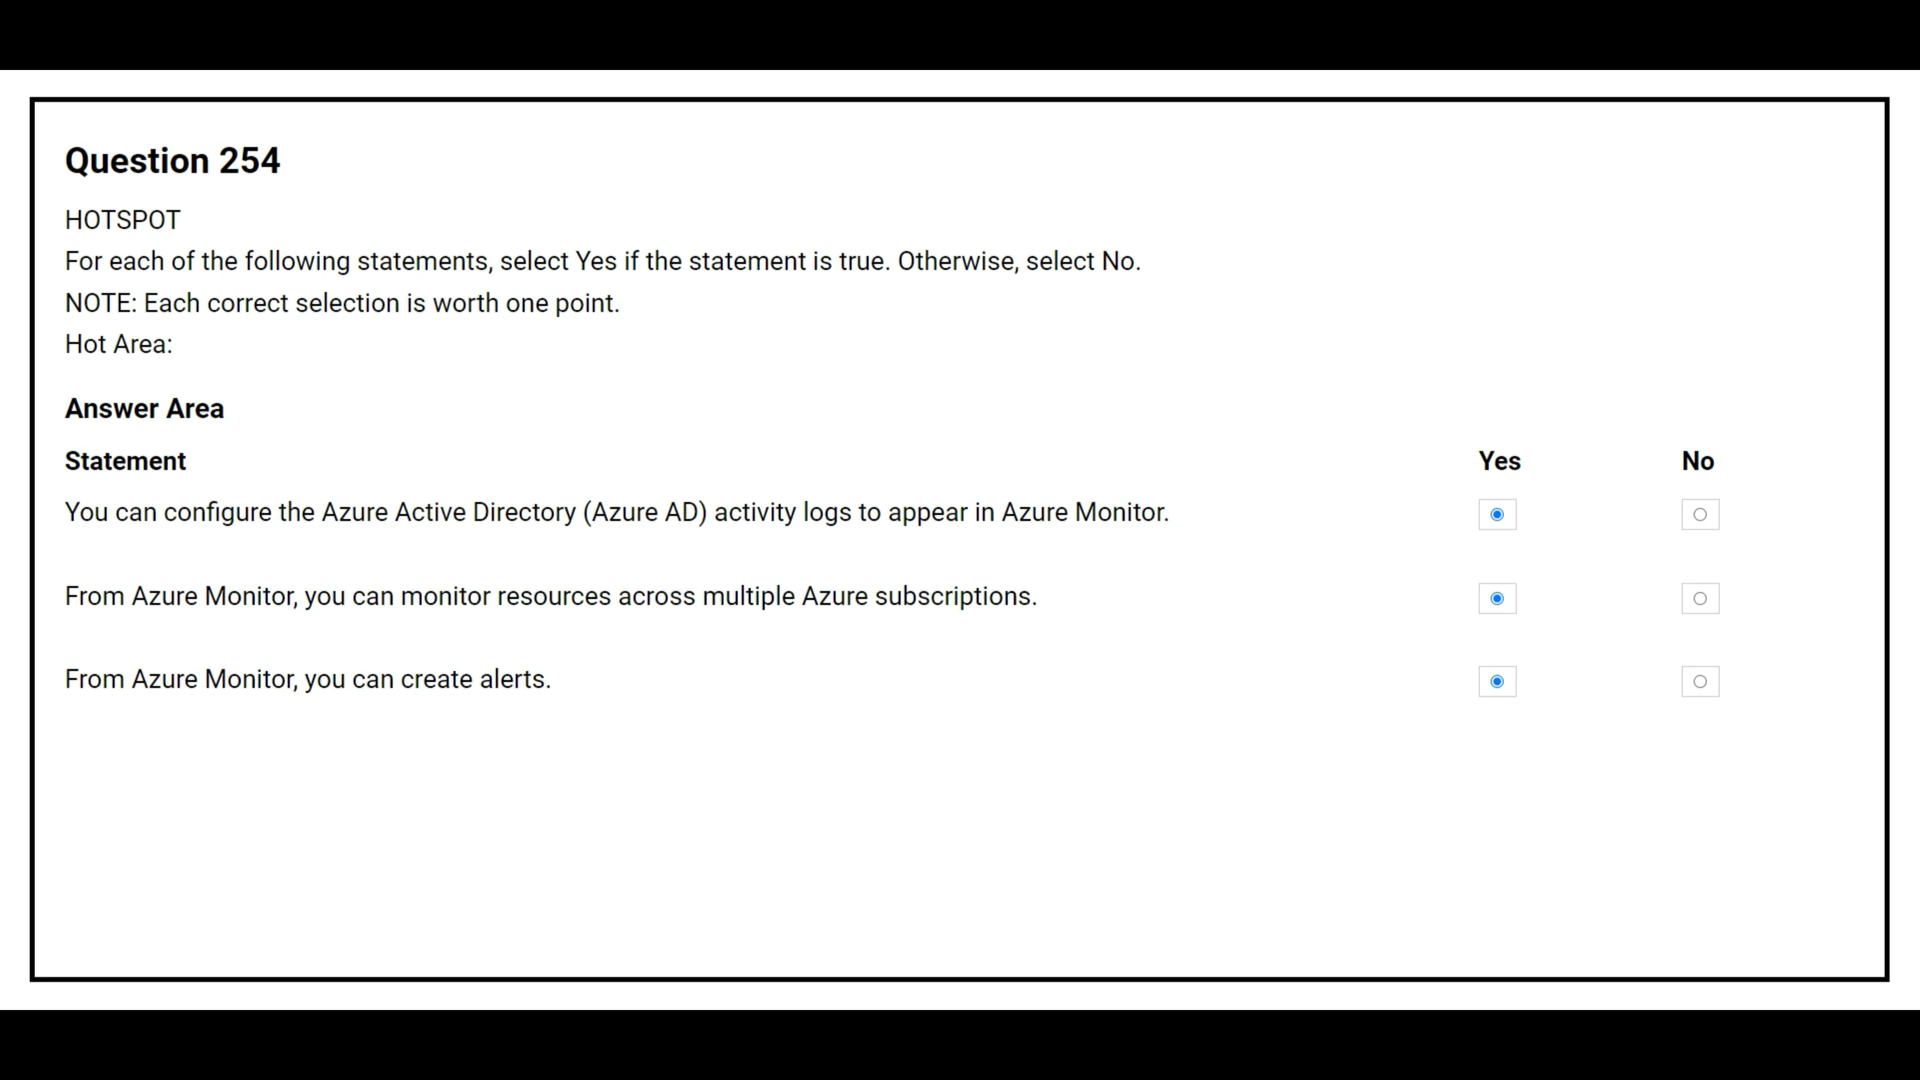 Question 254
HOTSPOT
For each of the following statements, select Yes if the statement is true. Otherwise, select No.
NOTE: Each correct selection is worth one point.
Hot Area:
Answer Area
Statement Yes No
You can configure the Azure Active Directory (Azure AD) activity logs to appear in Azure Monitor.
From Azure Monitor, you can monitor resources across multiple Azure subscriptions.
From Azure Monitor, you can create alerts.